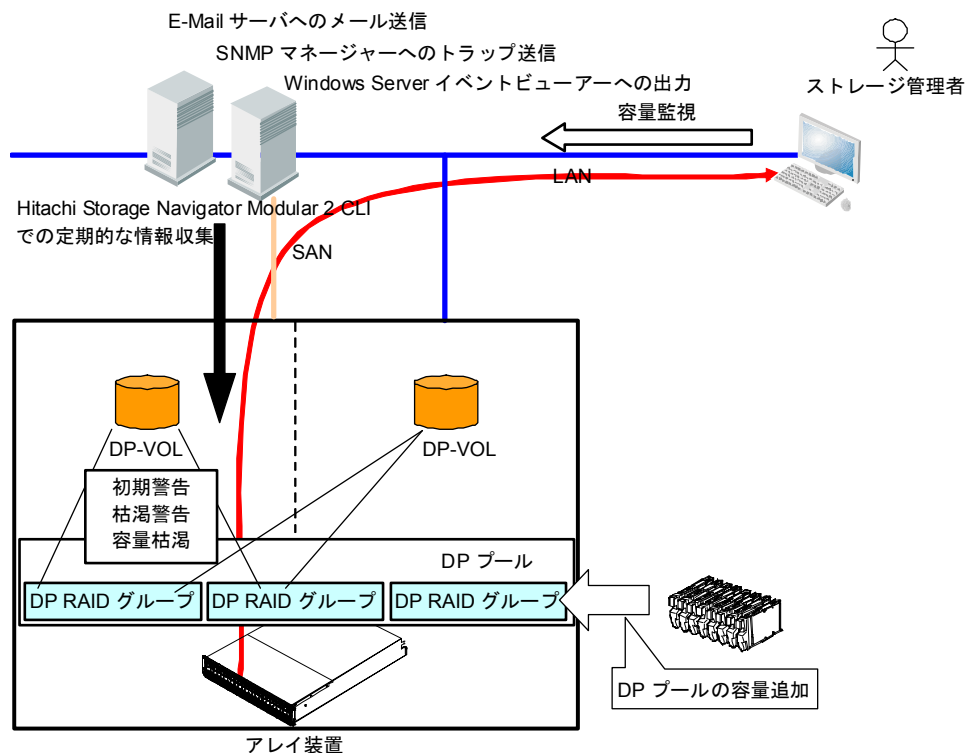 E-Mail サーバへのメール送信
SNMP マネージャーへのトラップ送信
Windows Server イベントビューアーへの出力
ストレージ管理者
容量監視
LAN
Hitachi Storage Navigator Modular 2 CLI
での定期的な情報収集
SAN
DP-VOL
DP-VOL
初期警告
枯渇警告
容量枯渇
DP プール
DP RAID グループ
DP RAID グループ
DP RAID グループ
DP プールの容量追加
アレイ装置